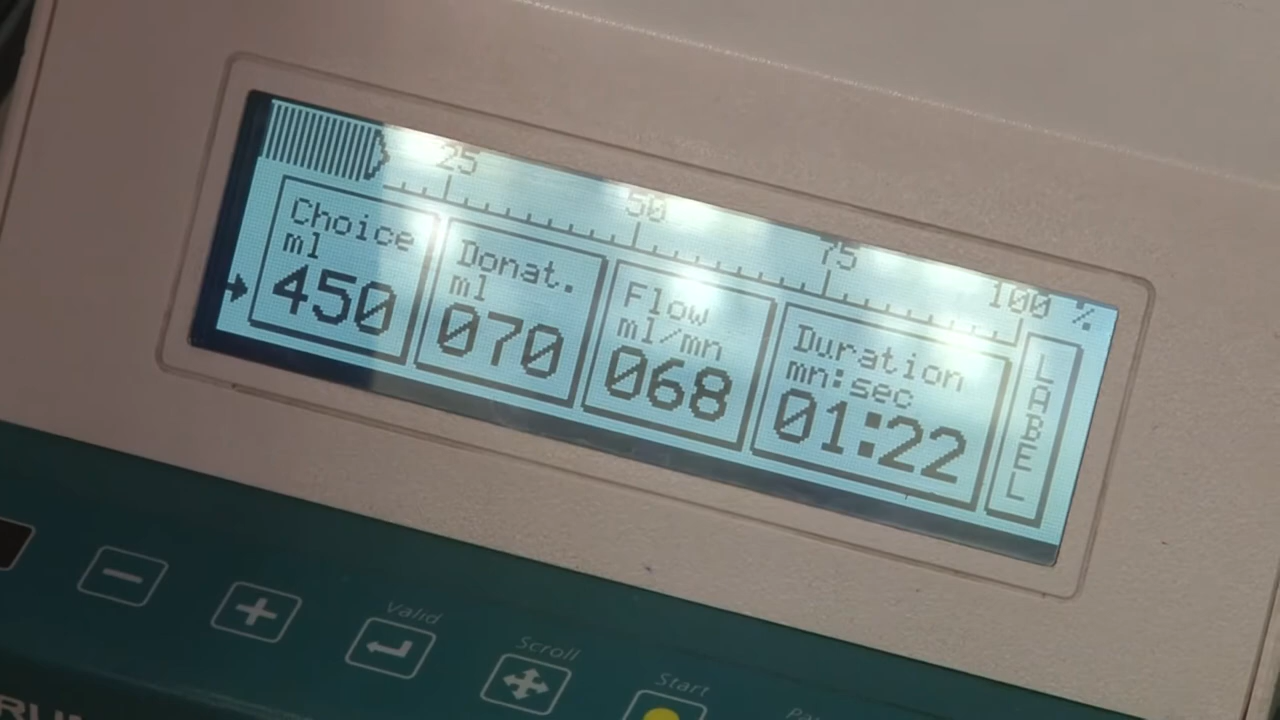 25 50 75 100 %
Choice
ml
450
Donat.
ml
070
Flow
ml/mn
068
Duration
mn:sec
01:22
LABEL
Valid
Scroll
Start